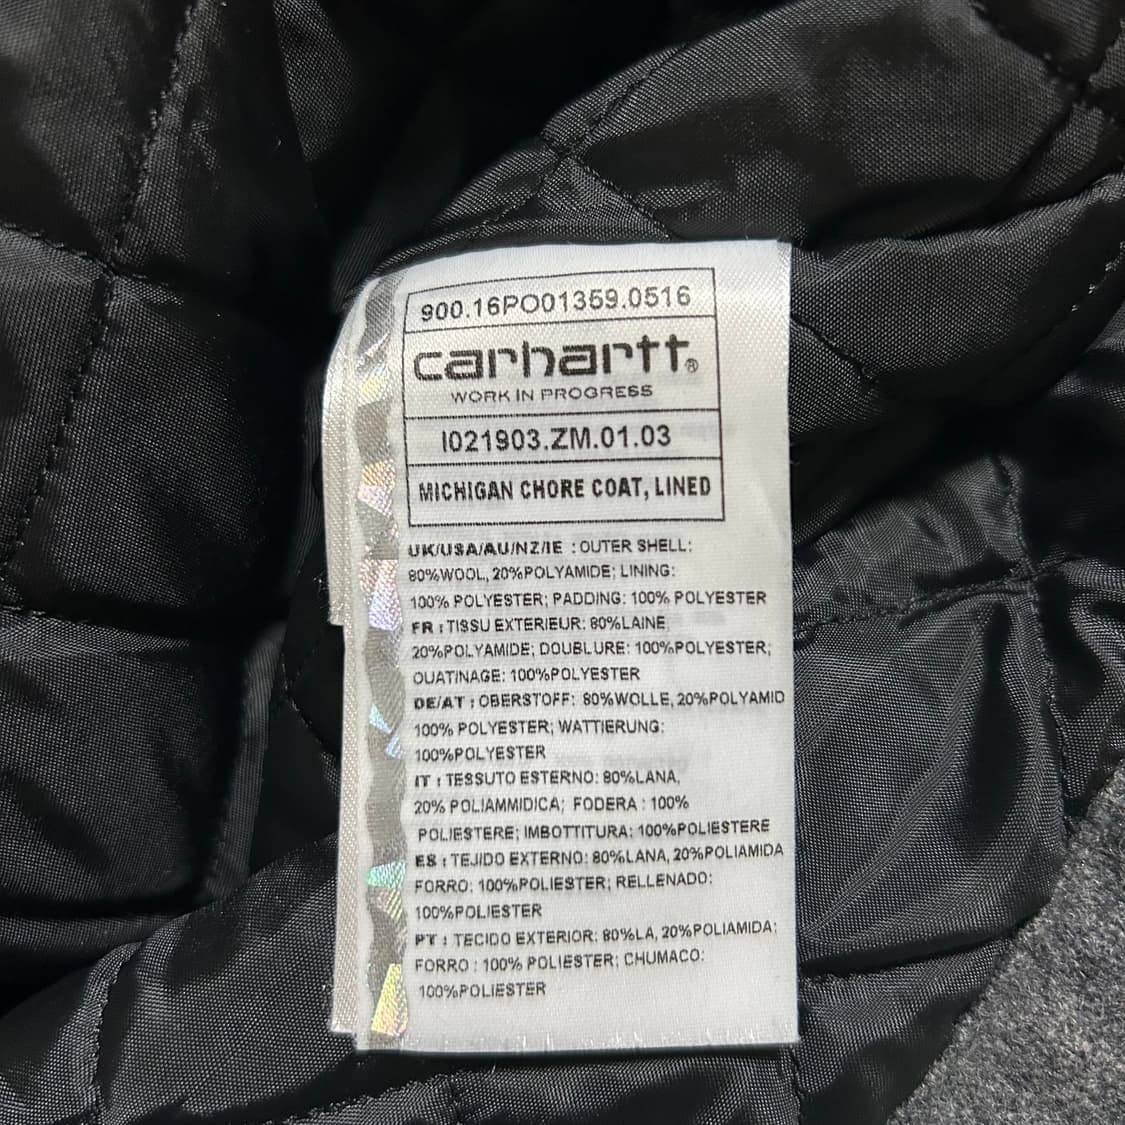 900.16PO01359.0516
carhartt®
WORK IN PROGRESS
I021903.ZM.01.03
MICHIGAN CHORE COAT, LINED
UK/USA/AU/NZ/IE :OUTER SHELL:
80%WOOL, 20%POLYAMIDE; LINING:
100% POLYESTER; PADDING: 100% POLYESTER
FR : TISSU EXTERIEUR: 80%LAINE,
20%POLYAMIDE; DOUBLURE: 100%POLYESTER;
OUATINAGE: 100%POLYESTER
DE/AT : OBERSTOFF: 80%WOLLE, 20%POLYAMID
100% POLYESTER; WATTIERUNG:
100%POLYESTER
IT : TESSUTO ESTERNO: 80%LANA,
20% POLIAMMIDICA; FODERA : 100%
POLIESTERE; IMBOTTITURA: 100%POLIESTERE
ES : TEJIDO EXTERNO: 80%LANA, 20%POLIAMIDA
FORRO: 100%POLIESTER; RELLENADO:
100%POLIESTER
PT : TECIDO EXTERIOR: 80%LA, 20%POLIAMIDA:
FORRO : 100% POLIESTER; CHUMACO:
100%POLIESTER